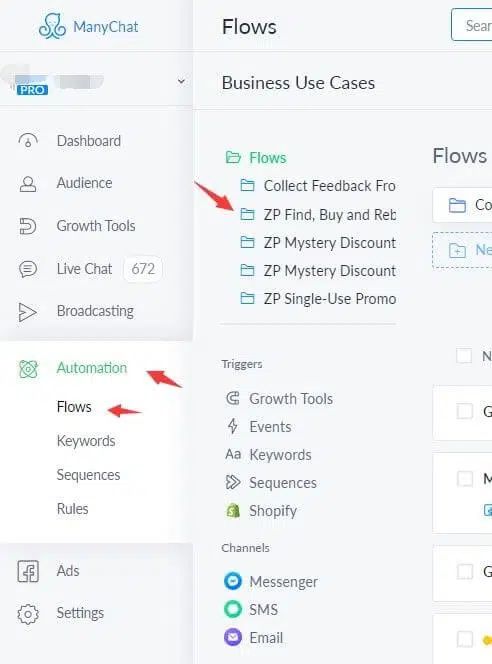 ManyChat
PRO
Dashboard
Audience
Growth Tools
Live Chat 672
Broadcasting
Automation
Flows
Keywords
Sequences
Rules
Ads
Settings
Flows
Sear
Business Use Cases
Flows
Collect Feedback Fro
ZP Find, Buy and Reb
ZP Mystery Discount
ZP Mystery Discount
ZP Single-Use Promo
Triggers
Growth Tools
Events
Aa Keywords
Sequences
Shopify
Channels
Messenger
SMS
Email
Flows
Co
Ne
N
G
M
G